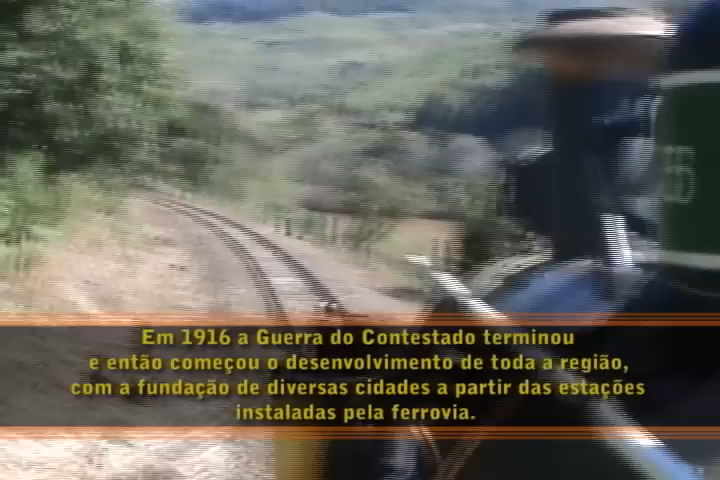 Em 1916 a Guerra do Contestado terminou
e então começou o desenvolvimento de toda a região,
com a fundação de diversas cidades a partir das estações
instaladas pela ferrovia.